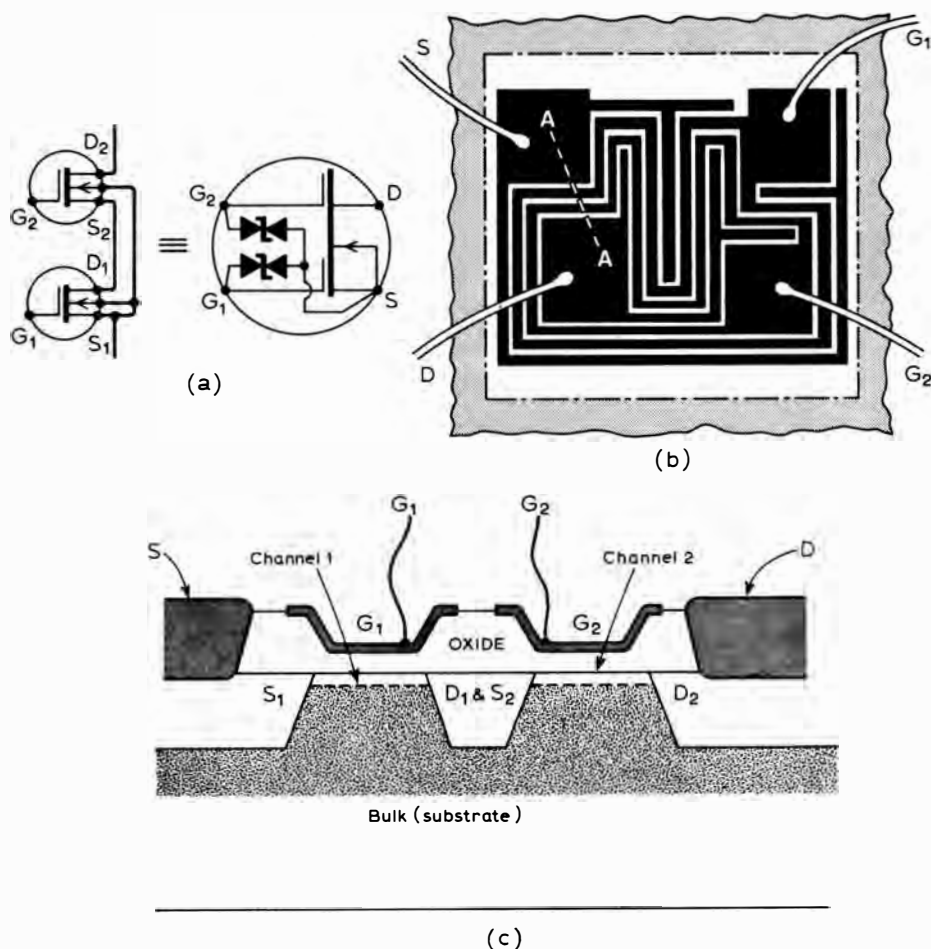 D₂
G₂
S₂
D₁
G₁
S₁
≡
G₂
D
G₁
S
(a)
S
G₁
A
A
D
G₂
(b)
G₁
G₂
S
Channel 1
Channel 2
D
G₁
OXIDE
G₂
S₁
D₁ & S₂
D₂
Bulk (substrate)
(c)